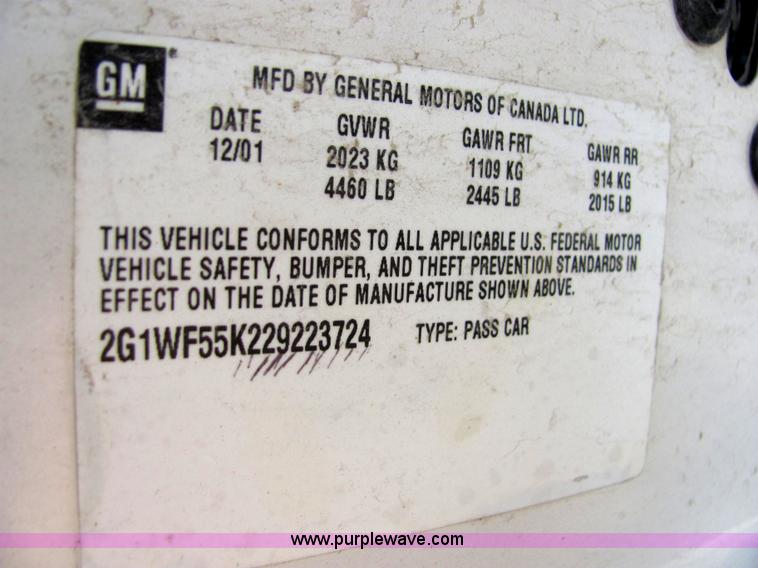 GM ®
MFD BY GENERAL MOTORS OF CANADA LTD.
DATE GVWR GAWR FRT GAWR RR
12/01 2023 KG 1109 KG 914 KG
4460 LB 2445 LB 2015 LB
THIS VEHICLE CONFORMS TO ALL APPLICABLE U.S. FEDERAL MOTOR
VEHICLE SAFETY, BUMPER, AND THEFT PREVENTION STANDARDS IN
EFFECT ON THE DATE OF MANUFACTURE SHOWN ABOVE.
2G1WF55K229223724 TYPE: PASS CAR
www.purplewave.com